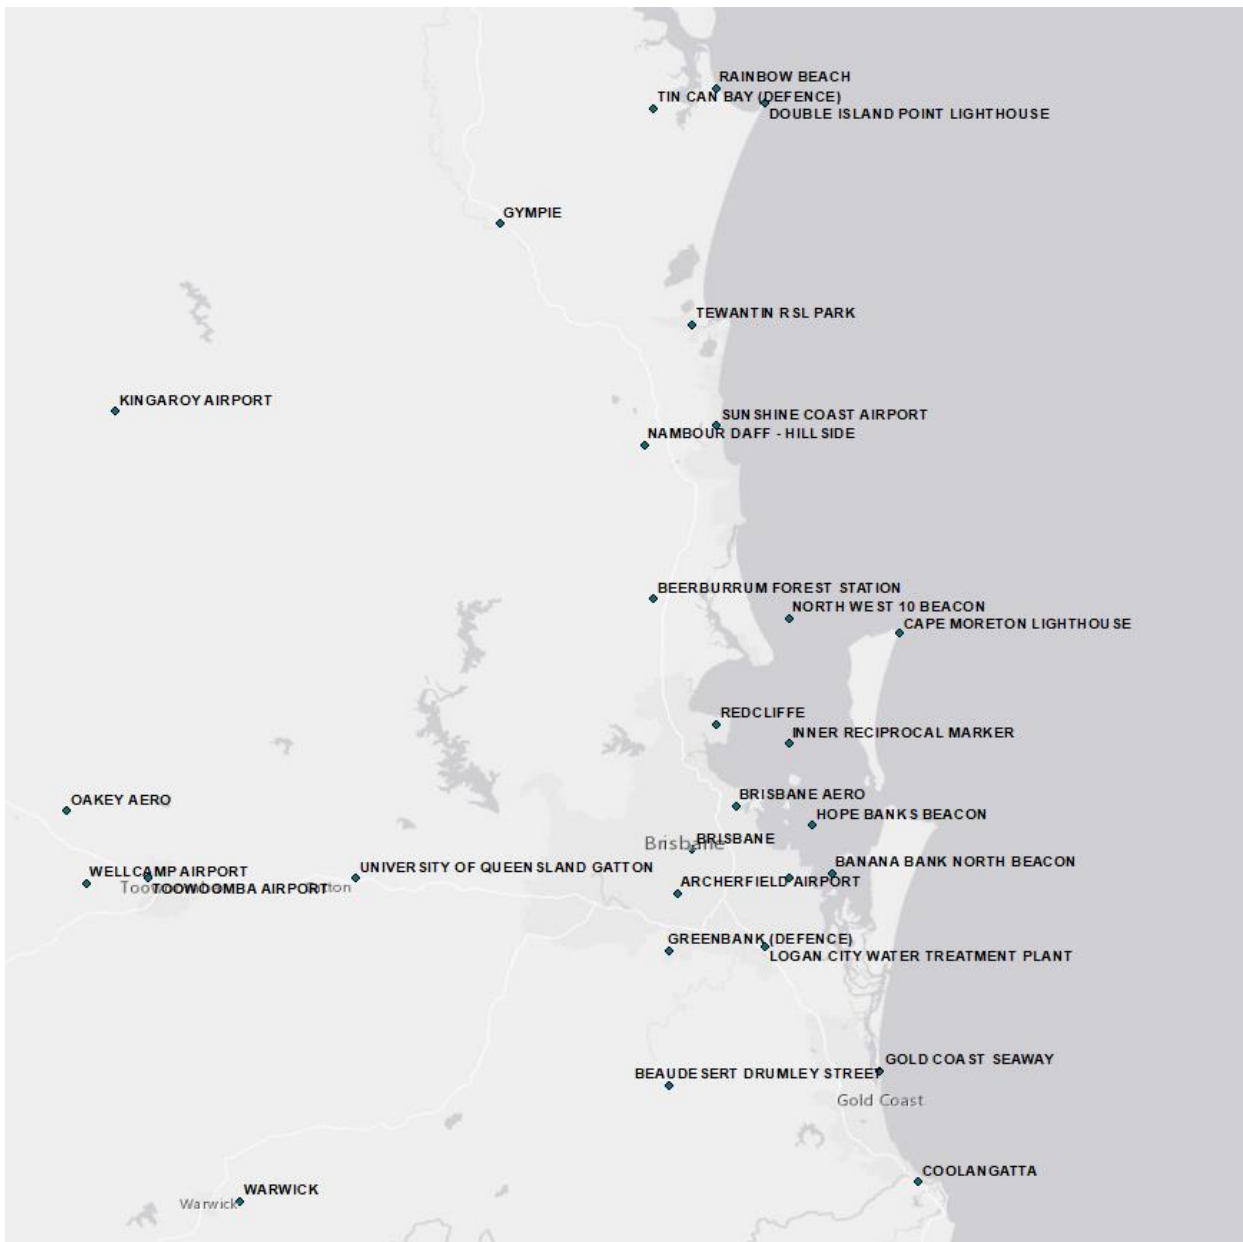 RAINBOW BEACH
TIN CAN BAY (DEFENCE)
DOUBLE ISLAND POINT LIGHTHOUSE
GYMPIE
TEWANTIN RSL PARK
KINGAROY AIRPORT
SUNSHINE COAST AIRPORT
NAMBOUR DAFF - HILLSIDE
BEERBURRUM FOREST STATION
NORTH WEST 10 BEACON
CAPE MORETON LIGHTHOUSE
REDCLIFFE
INNER RECIPROCAL MARKER
OAKEY AERO
BRISBANE AERO
HOPE BANKS BEACON
BRISBANE
Brisbane
BANANA BANK NORTH BEACON
UNIVERSITY OF QUEENSLAND GATTON
WELLCAMP AIRPORT
ARCHERFIELD AIRPORT
TOOWOOMBA AIRPORT
GREENBANK (DEFENCE)
LOGAN CITY WATER TREATMENT PLANT
GOLD COAST SEAWAY
BEAUDESERT DRUMLEY STREET
Gold Coast
COOLANGATTA
WARWICK
Warwick